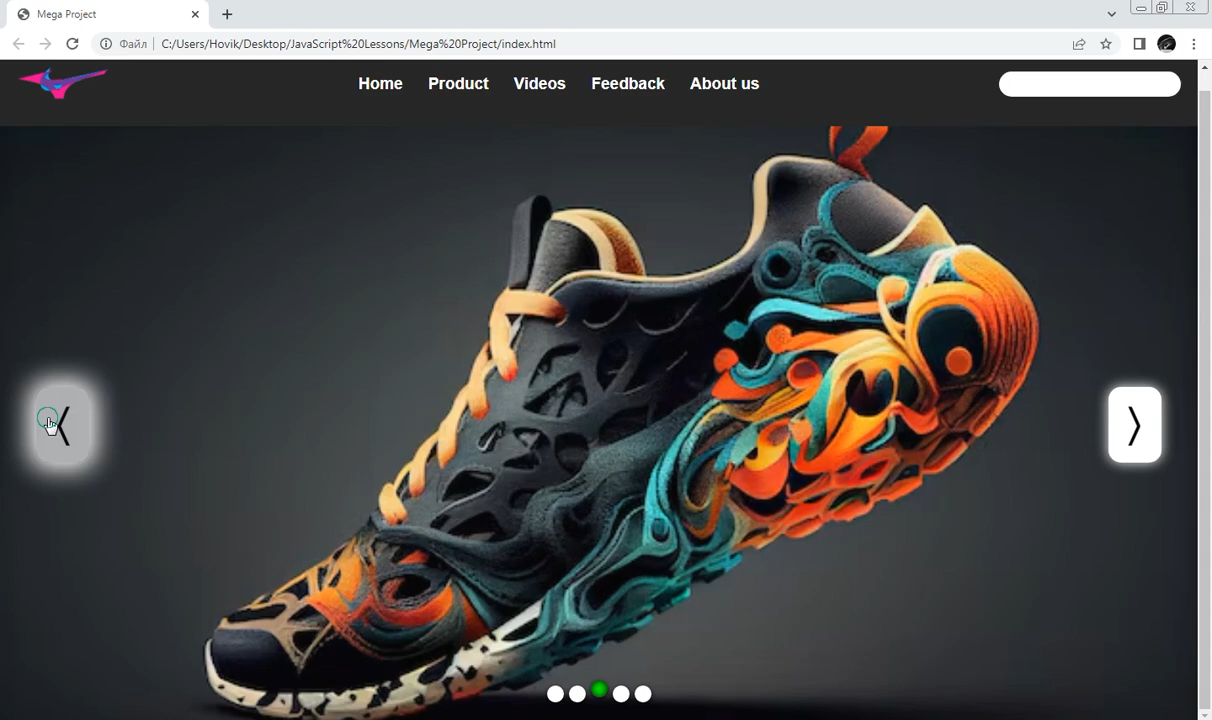 Mega Project
Файл
C:/Users/Hovik/Desktop/JavaScript%20Lessons/Mega%20Project/index.html
Home
Product
Videos
Feedback
About us